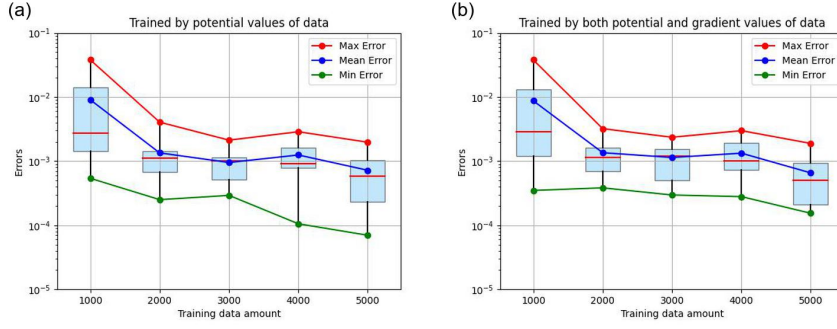 (a)
Trained by potential values of data
10⁻¹
10⁻²
10⁻³
10⁻⁴
10⁻⁵
Errors
Max Error
Mean Error
Min Error
1000 2000 3000 4000 5000
Training data amount
(b)
Trained by both potential and gradient values of data
10⁻¹
10⁻²
10⁻³
10⁻⁴
10⁻⁵
Errors
Max Error
Mean Error
Min Error
1000 2000 3000 4000 5000
Training data amount